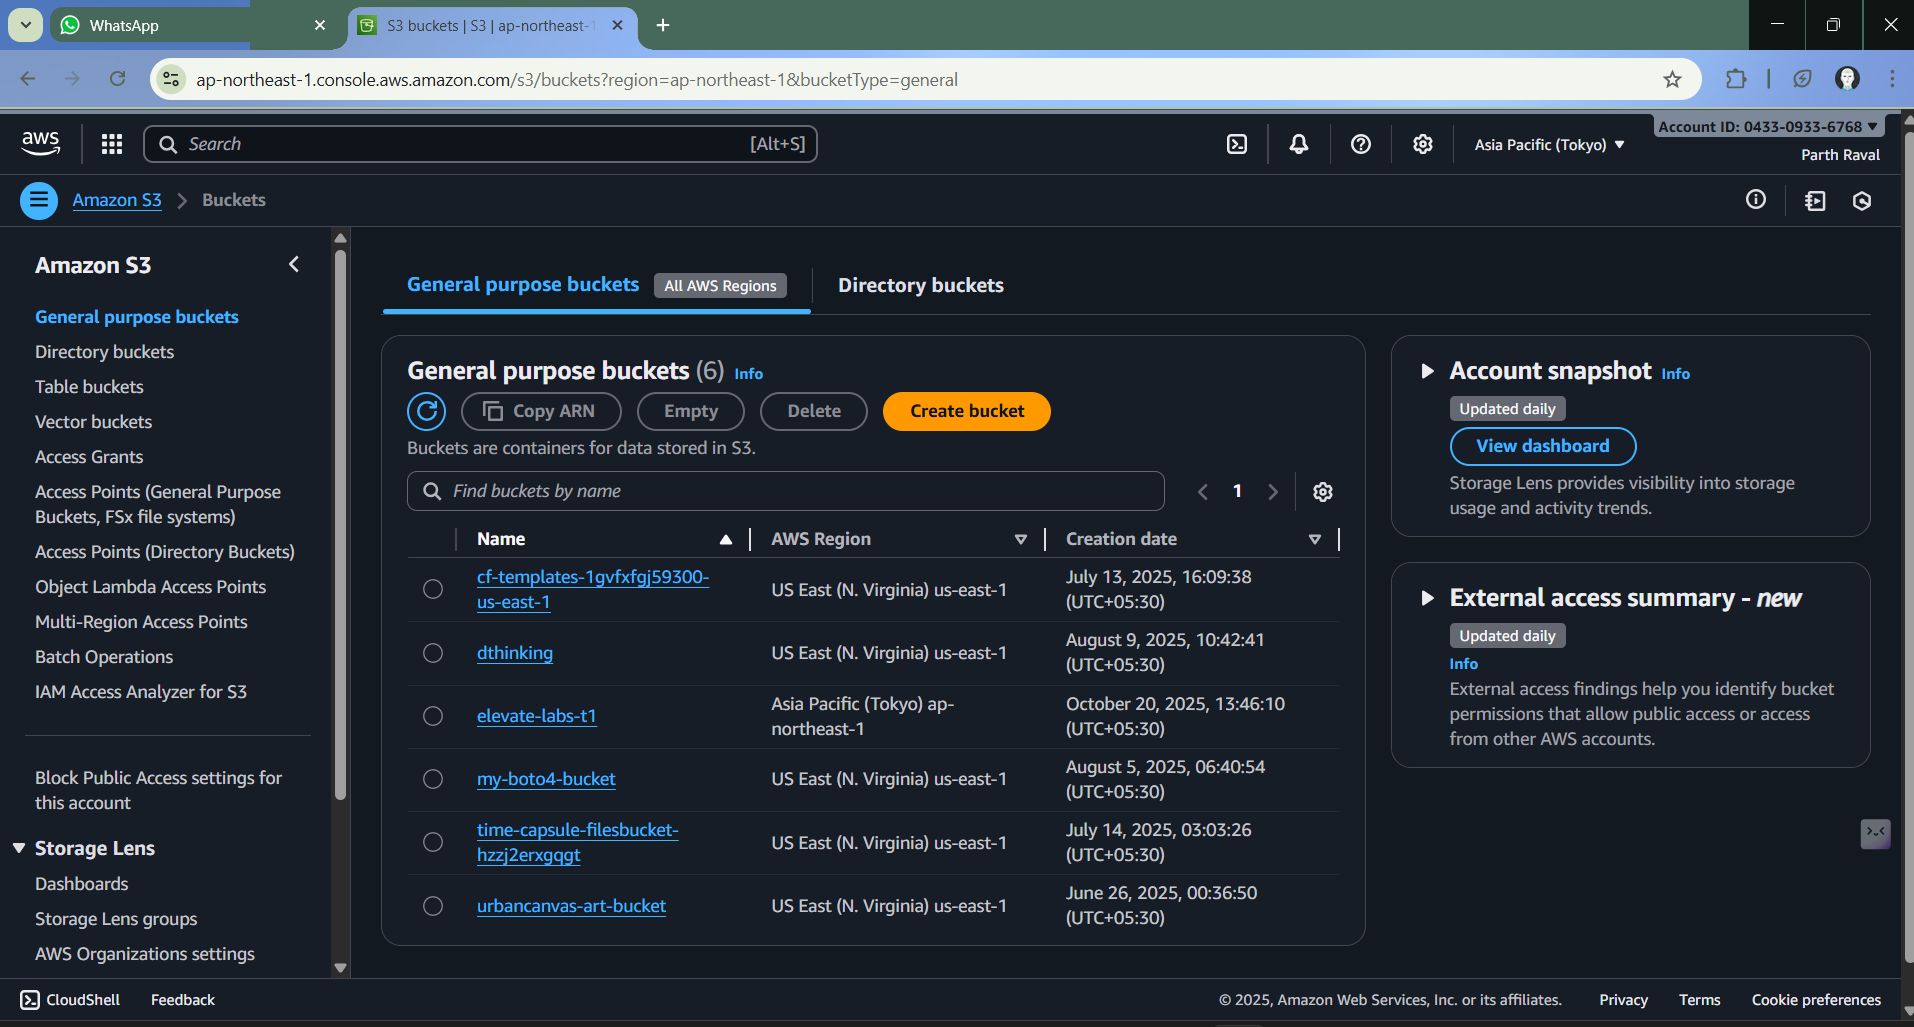 WhatsApp
S3 buckets | S3 | ap-northeast-1
ap-northeast-1.console.aws.amazon.com/s3/buckets?region=ap-northeast-1&bucketType=general
aws
Search [Alt+S]
Asia Pacific (Tokyo)
Account ID: 0433-0933-6768
Parth Raval
Amazon S3 Buckets
Amazon S3
General purpose buckets
Directory buckets
Table buckets
Vector buckets
Access Grants
Access Points (General Purpose
Buckets, FSx file systems)
Access Points (Directory Buckets)
Object Lambda Access Points
Multi-Region Access Points
Batch Operations
IAM Access Analyzer for S3
Block Public Access settings for
this account
Storage Lens
Dashboards
Storage Lens groups
AWS Organizations settings
General purpose buckets All AWS Regions Directory buckets
General purpose buckets (6) Info
Copy ARN Empty Delete Create bucket
Buckets are containers for data stored in S3.
Find buckets by name 1
Name AWS Region Creation date
cf-templates-1gvfxfgj59300-
us-east-1
US East (N. Virginia) us-east-1
July 13, 2025, 16:09:38
(UTC+05:30)
dthinking
US East (N. Virginia) us-east-1
August 9, 2025, 10:42:41
(UTC+05:30)
elevate-labs-t1
Asia Pacific (Tokyo) ap-
northeast-1
October 20, 2025, 13:46:10
(UTC+05:30)
my-boto4-bucket
US East (N. Virginia) us-east-1
August 5, 2025, 06:40:54
(UTC+05:30)
time-capsule-filesbucket-
hzzj2erxgqgt
US East (N. Virginia) us-east-1
July 14, 2025, 03:03:26
(UTC+05:30)
urbancanvas-art-bucket
US East (N. Virginia) us-east-1
June 26, 2025, 00:36:50
(UTC+05:30)
Account snapshot Info
Updated daily
View dashboard
Storage Lens provides visibility into storage
usage and activity trends.
External access summary - new
Updated daily
Info
External access findings help you identify bucket
permissions that allow public access or access
from other AWS accounts.
CloudShell Feedback
© 2025, Amazon Web Services, Inc. or its affiliates. Privacy Terms Cookie preferences